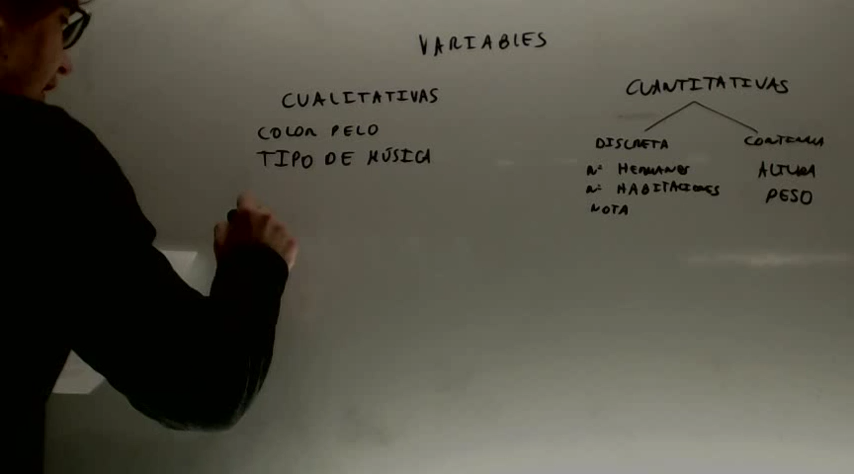 VARIABLES
CUALITATIVAS
COLOR PELO
TIPO DE MÚSICA
CUANTITATIVAS
DISCRETA
Nº HERMANOS
Nº HABITACIONES
NOTA
CONTINUA
ALTURA
PESO